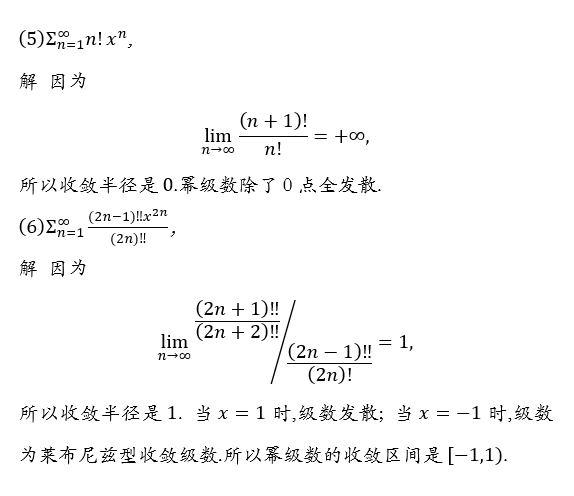 (5)Σ_{n=1}^{∞} n! x^n,
解 因为
lim_{n→∞} (n + 1)!/n! = +∞,
所以收敛半径是 0.幂级数除了 0 点全发散.
(6)Σ_{n=1}^{∞} (2n−1)!!x^{2n}/(2n)!!,
解 因为
lim_{n→∞} (2n + 1)!!/(2n + 2)!! / (2n − 1)!!/(2n)! = 1,
所以收敛半径是 1. 当 x = 1 时,级数发散; 当 x = −1 时,级数
为莱布尼兹型收敛级数.所以幂级数的收敛区间是 [−1,1).